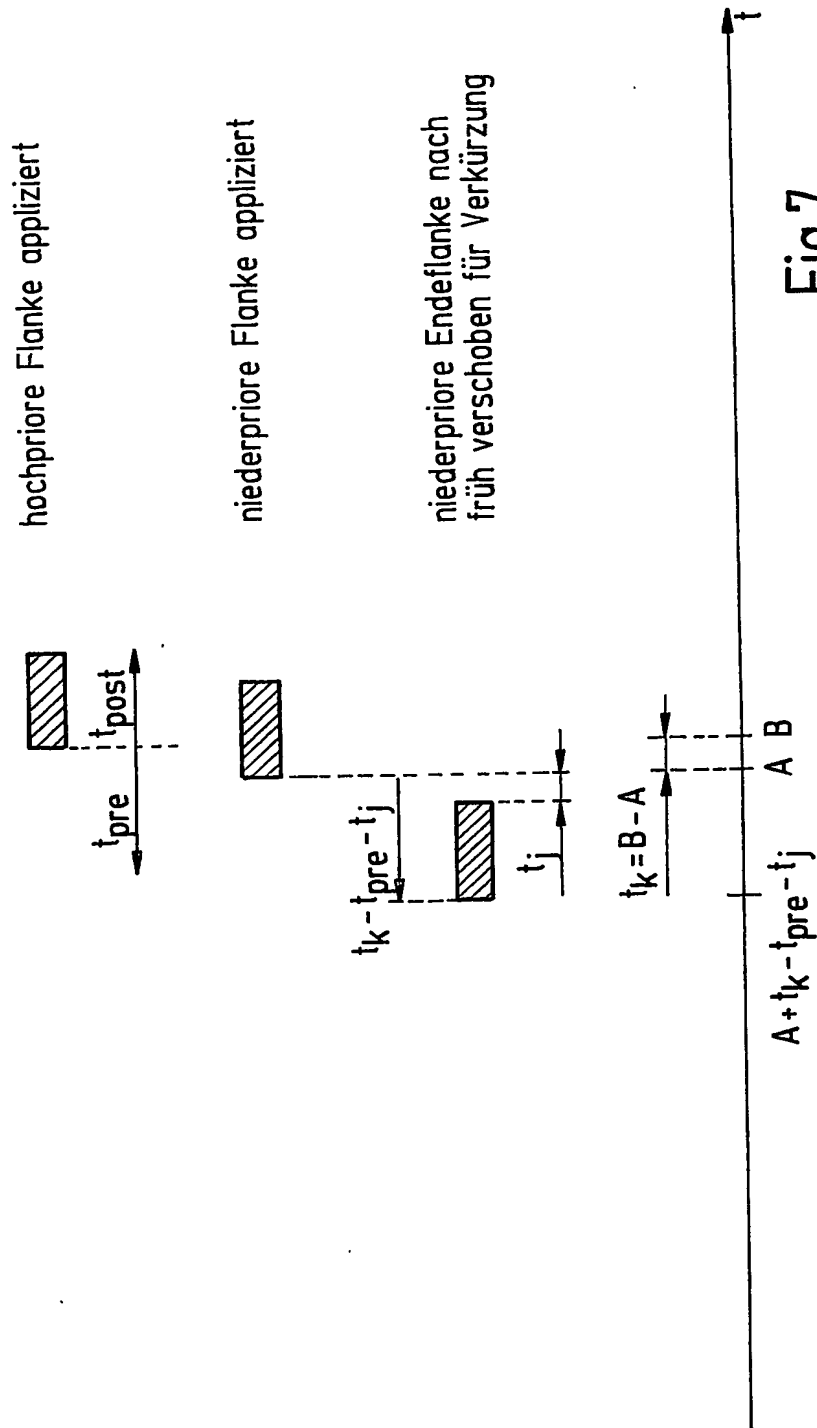 hochpriore Flanke appliziert
t_pre t_post
niederpriore Flanke appliziert
t_k - t_pre - t_j
niederpriore Endeflanke nach
früh verschoben für Verkürzung
t_j
t_k = B - A
A + t_k - t_pre - t_j A B t
Fig. 7